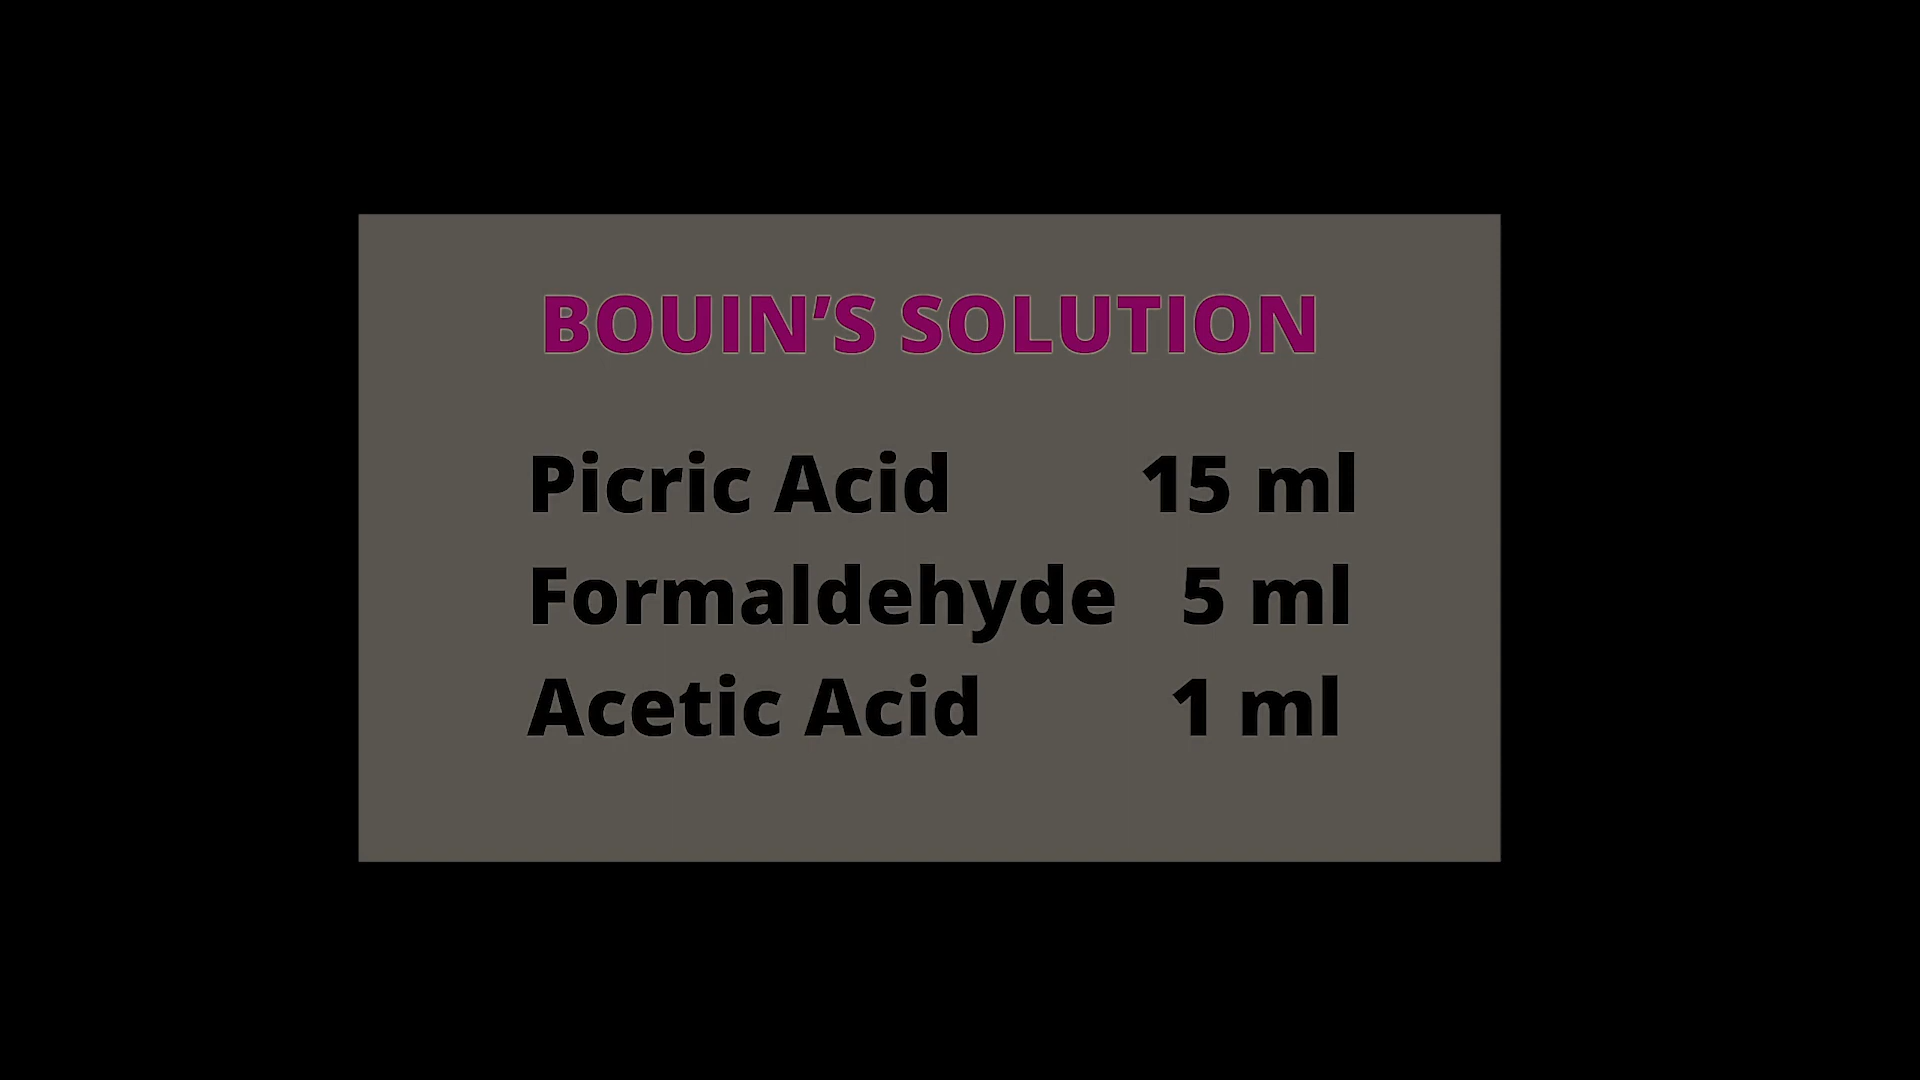 BOUIN’S SOLUTION
Picric Acid 15 ml
Formaldehyde 5 ml
Acetic Acid 1 ml